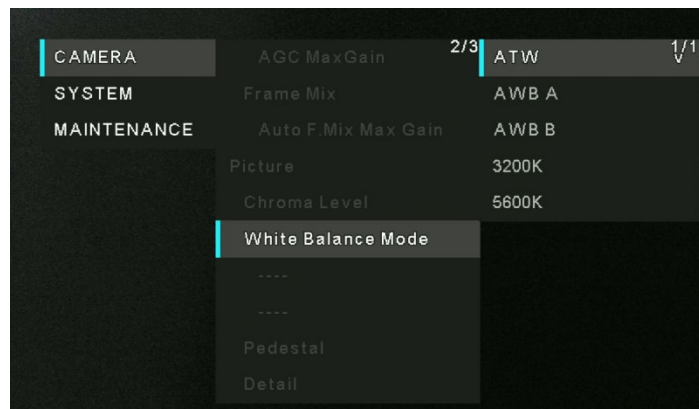 CAMERA
SYSTEM
MAINTENANCE
2/3
AGC MaxGain
Frame Mix
Auto F.Mix Max Gain
Picture
Chroma Level
White Balance Mode
----
----
Pedestal
Detail
1/1
ATW
AWB A
AWB B
3200K
5600K